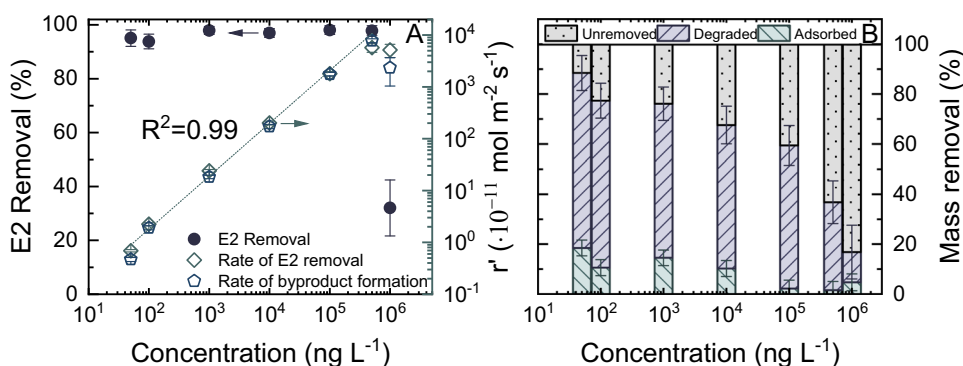 A
E2 Removal (%)
100
80
60
40
20
0
R²=0.99
E2 Removal
Rate of E2 removal
Rate of byproduct formation
10⁴
10³
10²
10¹
10⁰
10⁻¹
r' (·10⁻¹¹ mol m⁻² s⁻¹)
10¹ 10² 10³ 10⁴ 10⁵ 10⁶
Concentration (ng L⁻¹)
Unremoved Degraded Adsorbed B
100
80
60
40
20
0
Mass removal (%)
10¹ 10² 10³ 10⁴ 10⁵ 10⁶
Concentration (ng L⁻¹)